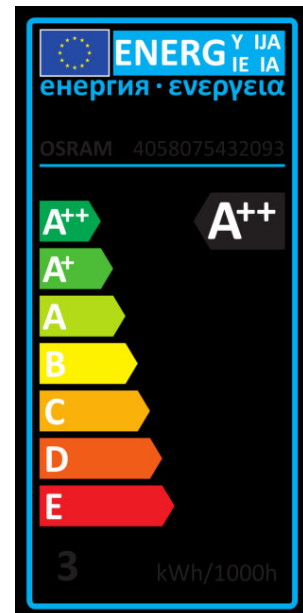 ENERG Y IJA
IE IA
енергия · ενεργεια
OSRAM 4058075432093
A++ A++
A+
A
B
C
D
E
3 kWh/1000h